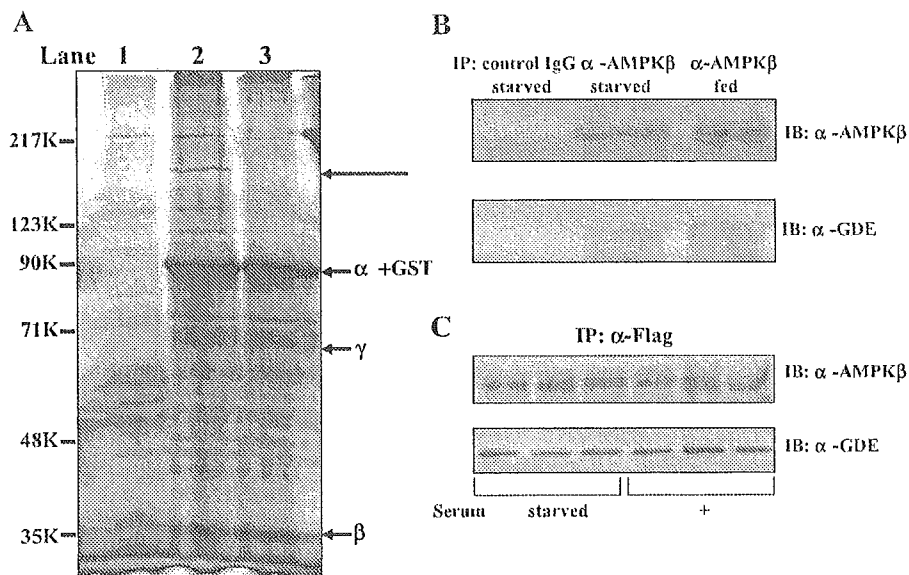 A
Lane 1 2 3
217K
123K
90K
71K
48K
35K
α +GST
γ
β
B
IP: control IgG α -AMPKβ α-AMPKβ
starved starved fed
IB: α -AMPKβ
IB: α -GDE
C
IP: α-Flag
IB: α -AMPKβ
IB: α -GDE
Serum starved +